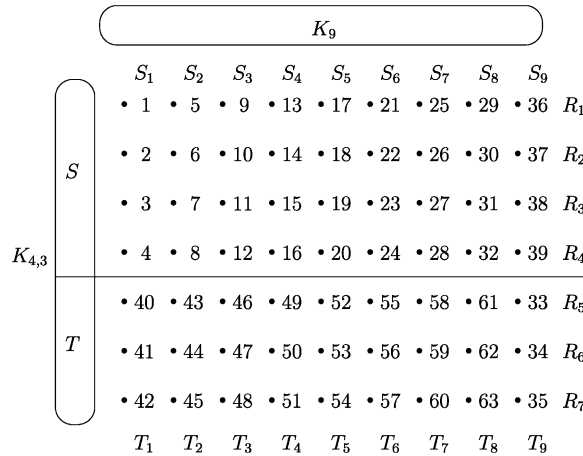 K₉
S₁ S₂ S₃ S₄ S₅ S₆ S₇ S₈ S₉
• 1 • 5 • 9 • 13 • 17 • 21 • 25 • 29 • 36 R₁
• 2 • 6 • 10 • 14 • 18 • 22 • 26 • 30 • 37 R₂
S
• 3 • 7 • 11 • 15 • 19 • 23 • 27 • 31 • 38 R₃
K₄,₃ • 4 • 8 • 12 • 16 • 20 • 24 • 28 • 32 • 39 R₄
• 40 • 43 • 46 • 49 • 52 • 55 • 58 • 61 • 33 R₅
T • 41 • 44 • 47 • 50 • 53 • 56 • 59 • 62 • 34 R₆
• 42 • 45 • 48 • 51 • 54 • 57 • 60 • 63 • 35 R₇
T₁ T₂ T₃ T₄ T₅ T₆ T₇ T₈ T₉